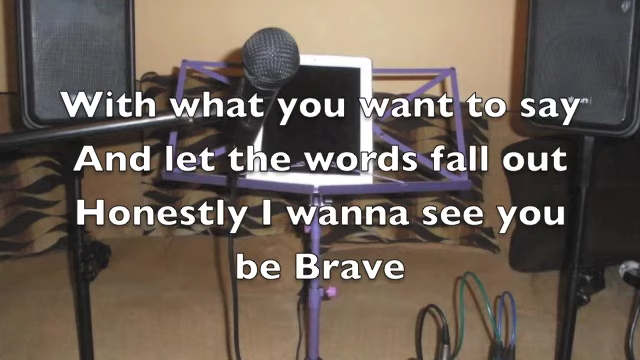 With what you want to say
And let the words fall out
Honestly I wanna see you
be Brave